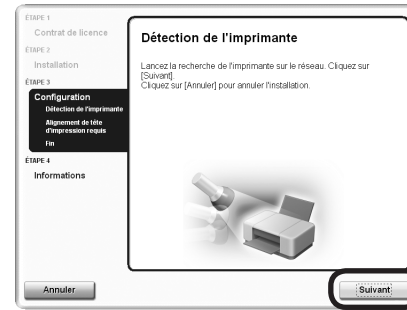 ÉTAPE 1
Contrat de licence
ÉTAPE 2
Installation
ÉTAPE 3
Configuration
Détection de l'imprimante
Alignement de tête
d'impression requis
Fin
ÉTAPE 4
Informations
Annuler
Détection de l'imprimante
Lancez la recherche de l'imprimante sur le réseau. Cliquez sur
[Suivant].
Cliquez sur [Annuler] pour annuler l'installation.
Suivant